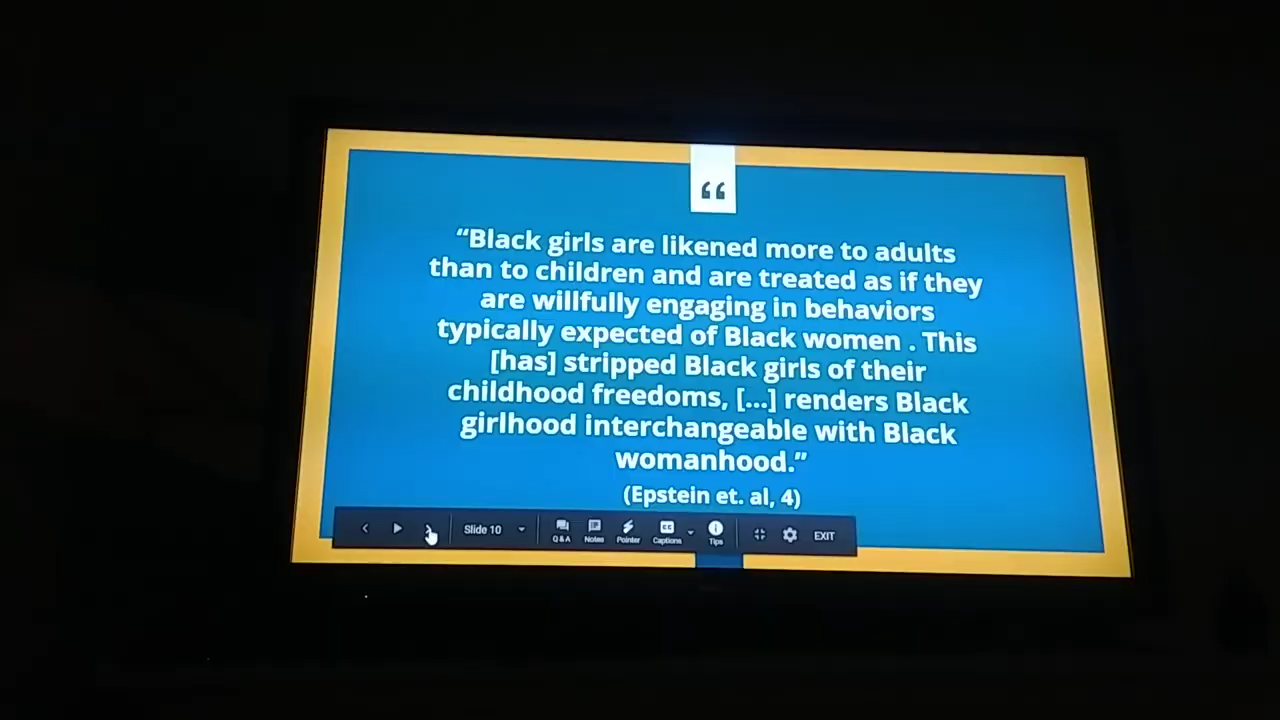 “
“Black girls are likened more to adults
than to children and are treated as if they
are willfully engaging in behaviors
typically expected of Black women . This
[has] stripped Black girls of their
childhood freedoms, [...] renders Black
girlhood interchangeable with Black
womanhood.”
(Epstein et. al, 4)
Slide 10 Q & A Notes Pointer CC Captions Tips EXIT